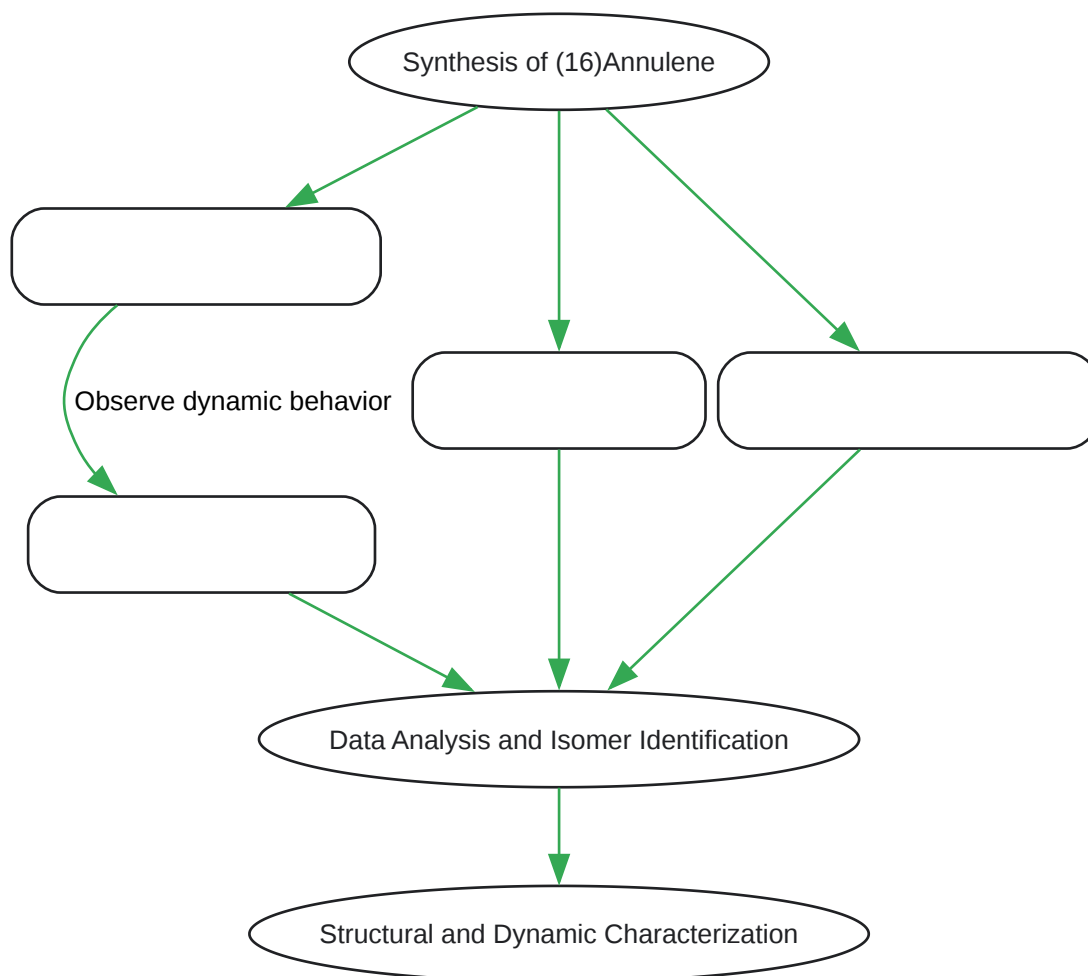 Synthesis of (16)Annulene
Observe dynamic behavior
Data Analysis and Isomer Identification
Structural and Dynamic Characterization